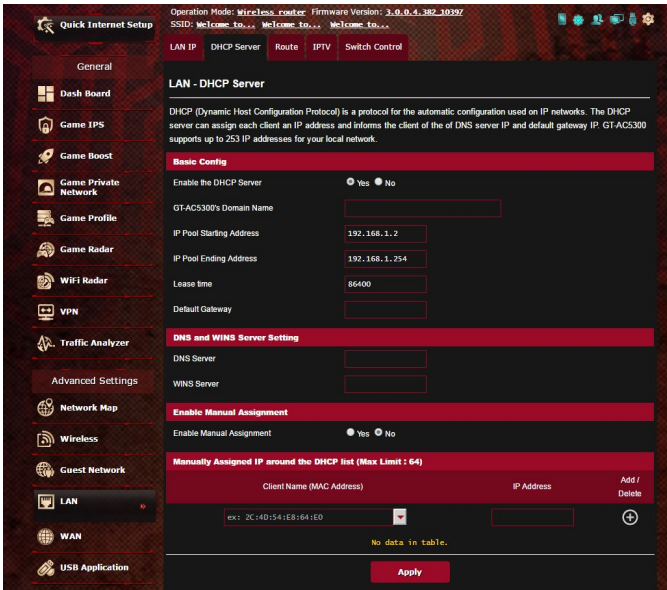 Quick Internet Setup
Operation Mode: Wireless router Firmware Version: 3.0.0.4.382_10397
SSID: Welcome to... Welcome to... Welcome to...
LAN IP DHCP Server Route IPTV Switch Control
General
Dash Board
Game IPS
Game Boost
Game Private
Network
Game Profile
Game Radar
WiFi Radar
VPN
Traffic Analyzer
Advanced Settings
Network Map
Wireless
Guest Network
LAN
WAN
USB Application
LAN - DHCP Server
DHCP (Dynamic Host Configuration Protocol) is a protocol for the automatic configuration used on IP networks. The DHCP
server can assign each client an IP address and informs the client of the of DNS server IP and default gateway IP. GT-AC5300
supports up to 253 IP addresses for your local network.
Basic Config
Enable the DHCP Server Yes No
GT-AC5300's Domain Name
IP Pool Starting Address 192.168.1.2
IP Pool Ending Address 192.168.1.254
Lease time 86400
Default Gateway
DNS and WINS Server Setting
DNS Server
WINS Server
Enable Manual Assignment
Enable Manual Assignment Yes No
Manually Assigned IP around the DHCP list (Max Limit : 64)
Client Name (MAC Address) IP Address Add /
Delete
ex: 2C:4D:54:E8:64:E0
No data in table.
Apply